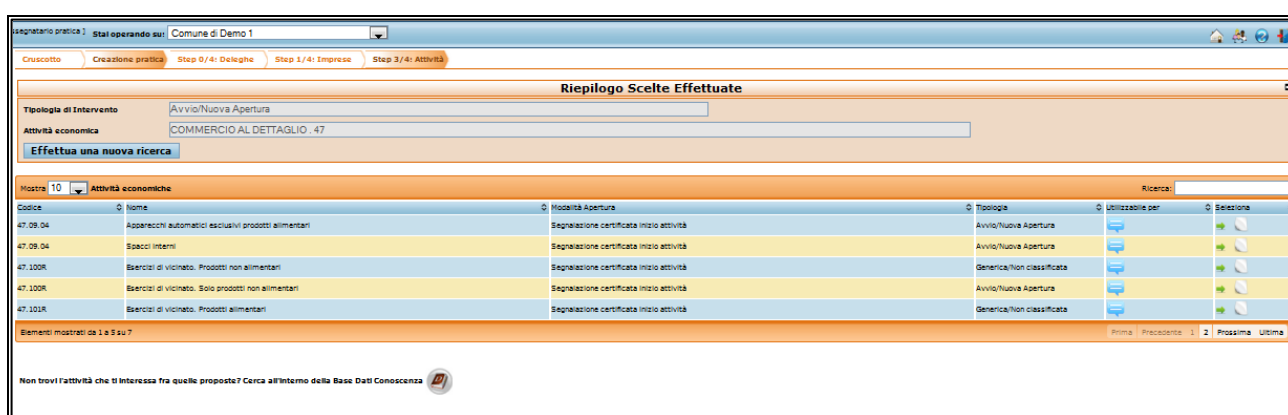 ssegnatario pratica ] Stai operando su: Comune di Demo 1
Cruscotto Creazione pratica Step 0/4: Deleghe Step 1/4: Imprese Step 3/4: Attività
Riepilogo Scelte Effettuate
Tipologia di Intervento Avvio/Nuova Apertura
Attività economica COMMERCIO AL DETTAGLIO . 47
Effettua una nuova ricerca
Mostra 10 Attività economiche Ricerca:
Codice Nome Modalità Apertura Tipologia Utilizzabile per Seleziona
47.09.04 Apparecchi automatici esclusivi prodotti alimentari Segnalazione certificata inizio attività Avvio/Nuova Apertura
47.09.04 Spacci interni Segnalazione certificata inizio attività Avvio/Nuova Apertura
47.100R Esercizi di vicinato. Prodotti non alimentari Segnalazione certificata inizio attività Generica/Non classificata
47.100R Esercizi di vicinato. Solo prodotti non alimentari Segnalazione certificata inizio attività Avvio/Nuova Apertura
47.101R Esercizi di vicinato. Prodotti alimentari Segnalazione certificata inizio attività Generica/Non classificata
Elementi mostrati da 1 a 5 su 7 Prima Precedente 1 2 Prossima Ultima
Non trovi l'attività che ti interessa fra quelle proposte? Cerca all'interno della Base Dati Conoscenza